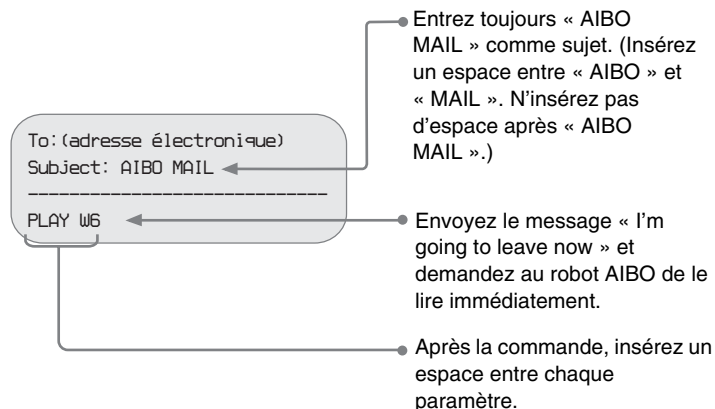 To:(adresse électronique)
Subject: AIBO MAIL
------------------------------
PLAY W6
Entrez toujours « AIBO
MAIL » comme sujet. (Insérez
un espace entre « AIBO » et
« MAIL ». N'insérez pas
d'espace après « AIBO
MAIL ».)
Envoyez le message « I'm
going to leave now » et
demandez au robot AIBO de le
lire immédiatement.
Après la commande, insérez un
espace entre chaque
paramètre.